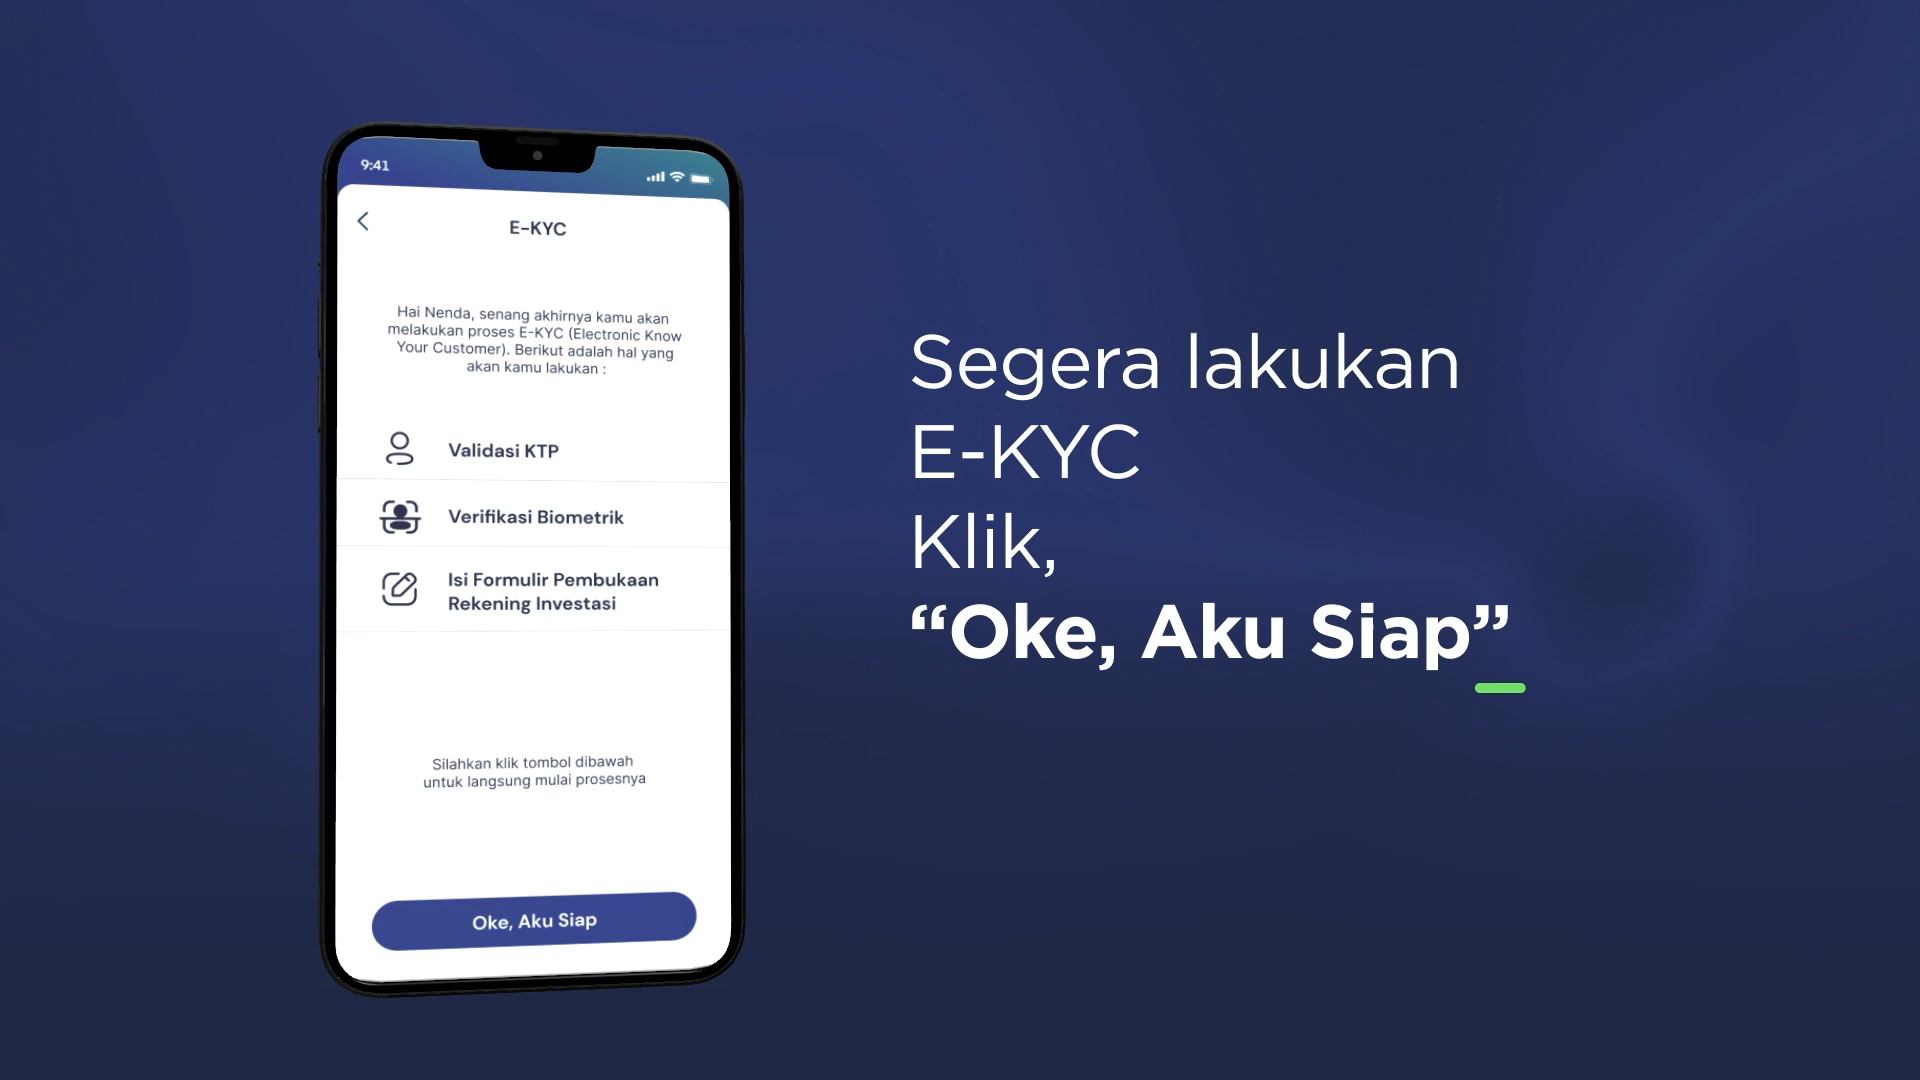 9:41
E-KYC
Hai Nenda, senang akhirnya kamu akan
melakukan proses E-KYC (Electronic Know
Your Customer). Berikut adalah hal yang
akan kamu lakukan :
Validasi KTP
Verifikasi Biometrik
Isi Formulir Pembukaan
Rekening Investasi
Silahkan klik tombol dibawah
untuk langsung mulai prosesnya
Oke, Aku Siap
Segera lakukan
E-KYC
Klik,
“Oke, Aku Siap”